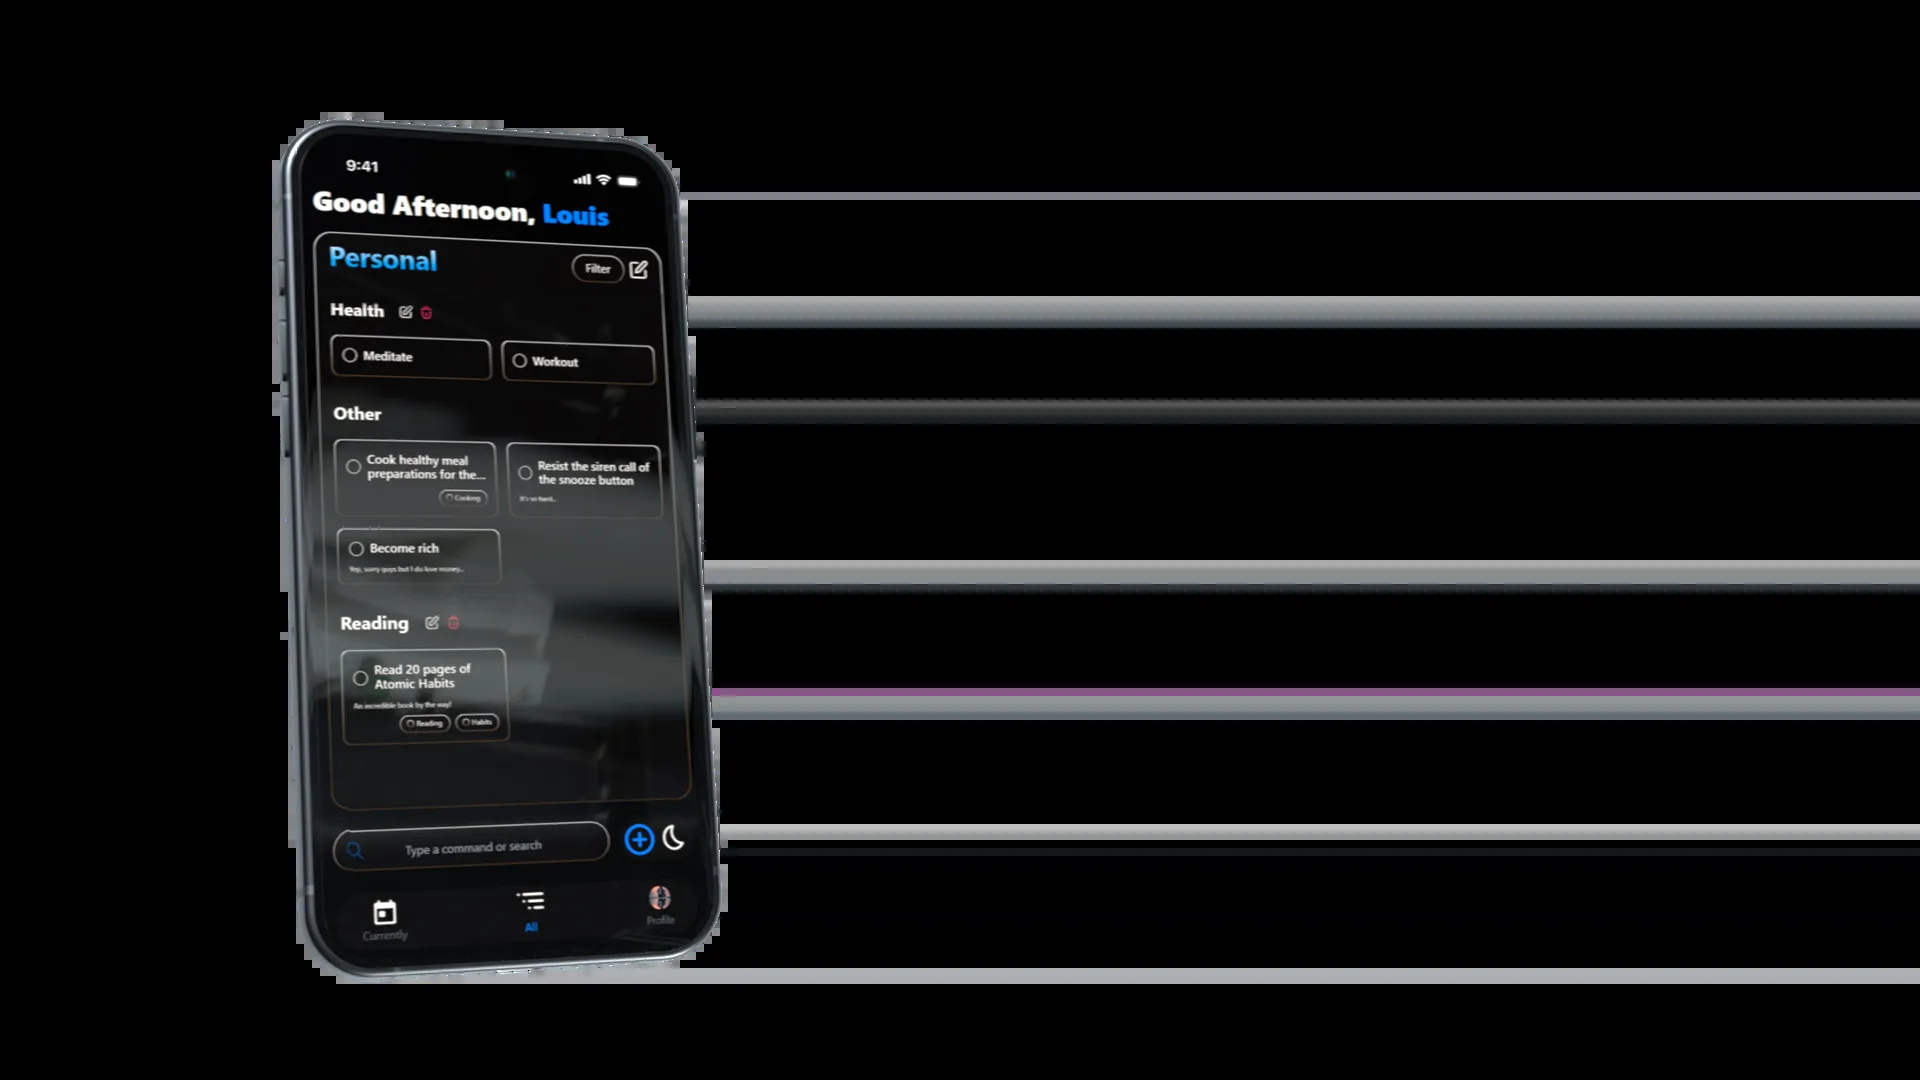 9:41
Good Afternoon, Louis
Personal
Filter
Health
Meditate
Workout
Other
Cook healthy meal
preparations for the...
Cooking
Resist the siren call of
the snooze button
It's so hard...
Become rich
Yep, sorry guys but I do love money...
Reading
Read 20 pages of
Atomic Habits
An incredible book by the way!
Reading
Habits
Type a command or search
Currently
All
Profile